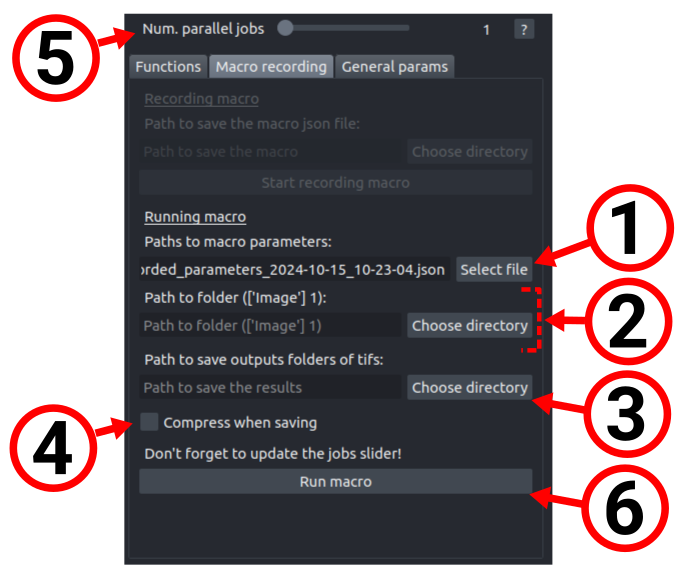 5
Num. parallel jobs 1 ?
Functions Macro recording General params
Recording macro
Path to save the macro json file:
Path to save the macro Choose directory
Start recording macro
Running macro
1
Paths to macro parameters:
orded_parameters_2024-10-15_10-23-04.json Select file
Path to folder (['Image'] 1):
2
Path to folder (['Image'] 1) Choose directory
Path to save outputs folders of tifs:
Path to save the results Choose directory
3
4
Compress when saving
Don't forget to update the jobs slider!
Run macro
6